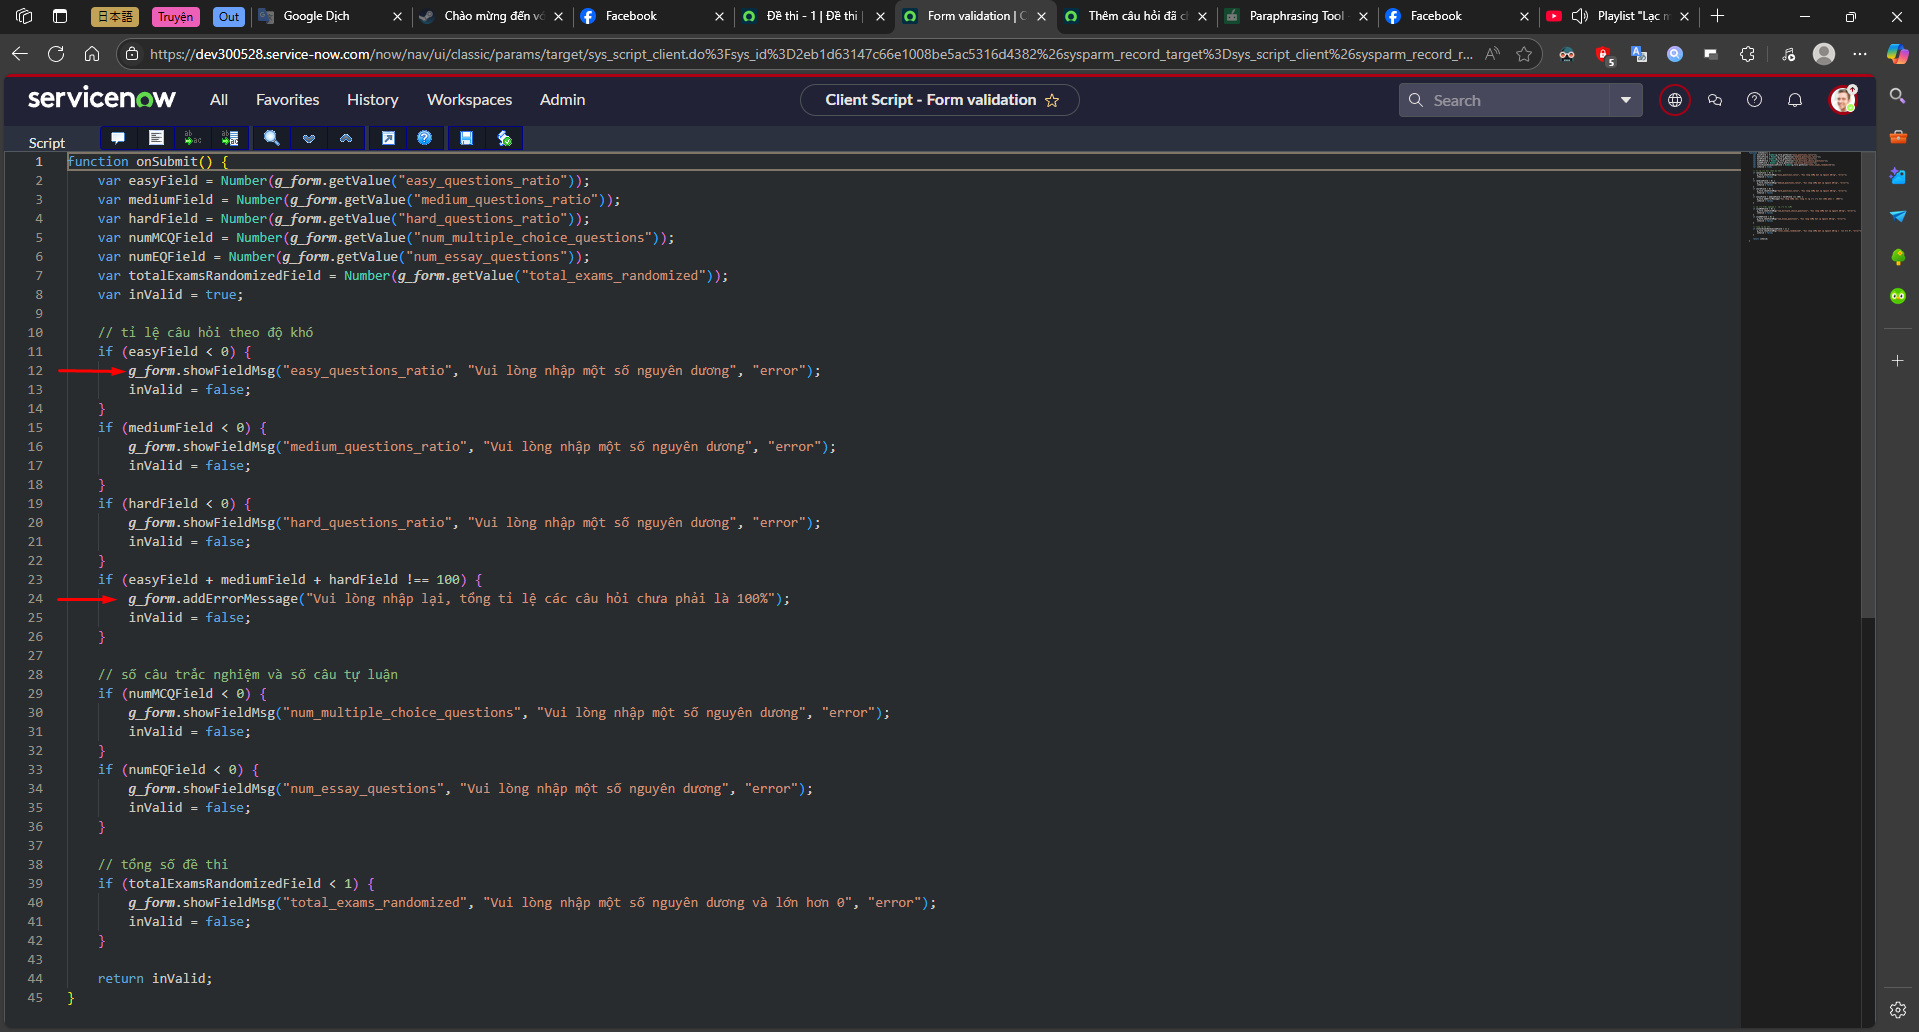 日本語 Truyện Out Google Dịch Chào mừng đến vớ Facebook Đề thi - 1 | Đề thi | Form validation | C Thêm câu hỏi đã c Paraphrasing Tool - Facebook Playlist "Lạc m
https://dev300528.service-now.com/now/nav/ui/classic/params/target/sys_script_client.do%3Fsys_id%3D2eb1d63147c66e1008be5ac5316d4382%26sysparm_record_target%3Dsys_script_client%26sysparm_record_r... 5
servicenow All Favorites History Workspaces Admin Client Script - Form validation Search
Script
1 function onSubmit() {
2 var easyField = Number(g_form.getValue("easy_questions_ratio"));
3 var mediumField = Number(g_form.getValue("medium_questions_ratio"));
4 var hardField = Number(g_form.getValue("hard_questions_ratio"));
5 var numMCQField = Number(g_form.getValue("num_multiple_choice_questions"));
6 var numEQField = Number(g_form.getValue("num_essay_questions"));
7 var totalExamsRandomizedField = Number(g_form.getValue("total_exams_randomized"));
8 var inValid = true;
9
10 // tỉ lệ câu hỏi theo độ khó
11 if (easyField < 0) {
12 g_form.showFieldMsg("easy_questions_ratio", "Vui lòng nhập một số nguyên dương", "error");
13 inValid = false;
14 }
15 if (mediumField < 0) {
16 g_form.showFieldMsg("medium_questions_ratio", "Vui lòng nhập một số nguyên dương", "error");
17 inValid = false;
18 }
19 if (hardField < 0) {
20 g_form.showFieldMsg("hard_questions_ratio", "Vui lòng nhập một số nguyên dương", "error");
21 inValid = false;
22 }
23 if (easyField + mediumField + hardField !== 100) {
24 g_form.addErrorMessage("Vui lòng nhập lại, tổng tỉ lệ các câu hỏi chưa phải là 100%");
25 inValid = false;
26 }
27
28 // số câu trắc nghiệm và số câu tự luận
29 if (numMCQField < 0) {
30 g_form.showFieldMsg("num_multiple_choice_questions", "Vui lòng nhập một số nguyên dương", "error");
31 inValid = false;
32 }
33 if (numEQField < 0) {
34 g_form.showFieldMsg("num_essay_questions", "Vui lòng nhập một số nguyên dương", "error");
35 inValid = false;
36 }
37
38 // tổng số đề thi
39 if (totalExamsRandomizedField < 1) {
40 g_form.showFieldMsg("total_exams_randomized", "Vui lòng nhập một số nguyên dương và lớn hơn 0", "error");
41 inValid = false;
42 }
43
44 return inValid;
45 }